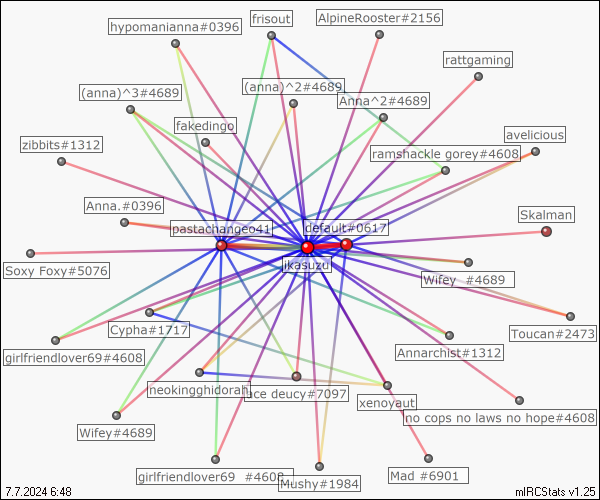 hypomanianna#0396
frisout
AlpineRooster#2156
rattgaming
(anna)^3#4689
(anna)^2#4689
Anna^2#4689
fakedingo
avelicious
zibbits#1312
ramshackle gorey#4608
Anna.#0396
Skalman
pastachangeo41
default#0617
jkasuzu
Soxy Foxy#5076
Wifey_#4689
Cypha#1717
Toucan#2473
Annarchist#1312
girlfriendlover69#4608
neokingghidorah
ace deucy#7097
xenoyaut
no cops no laws no hope#4608
Wifey#4689
girlfriendlover69_#4608
Mushy#1984
Mad_#6901
7.7.2024 6:48
mIRCStats v1.25